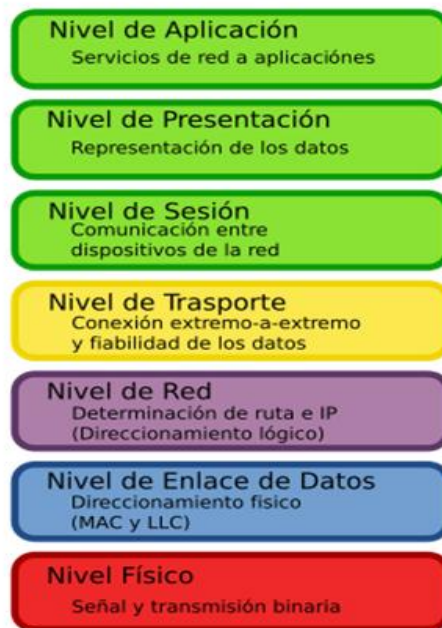 Nivel de Aplicación
Servicios de red a aplicaciónes
Nivel de Presentación
Representación de los datos
Nivel de Sesión
Comunicación entre
dispositivos de la red
Nivel de Trasporte
Conexión extremo-a-extremo
y fiabilidad de los datos
Nivel de Red
Determinación de ruta e IP
(Direccionamiento lógico)
Nivel de Enlace de Datos
Direccionamiento fisico
(MAC y LLC)
Nivel Físico
Señal y transmisión binaria